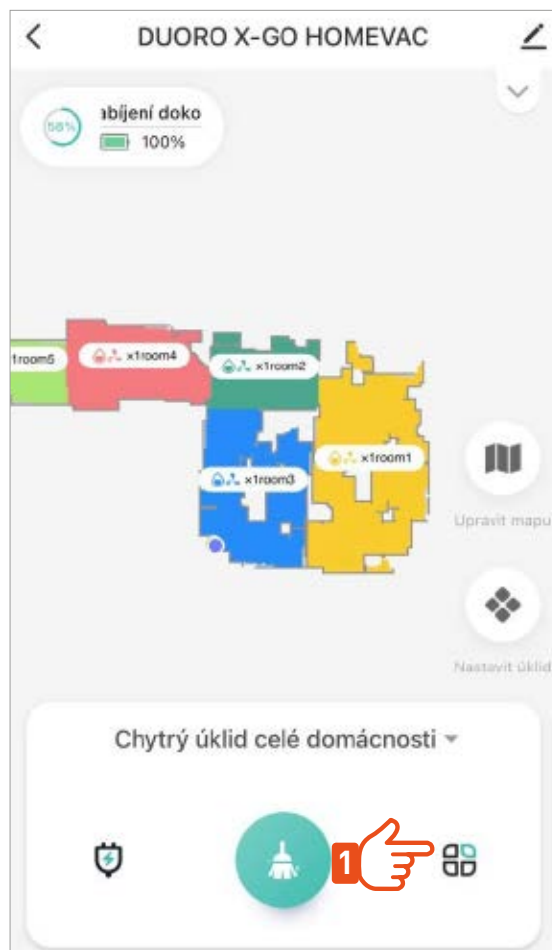 DUORO X-GO HOMEVAC
58%
abíjení doko
100%
x1room4
x1room2
1room5
x1room1
x1room3
Upravit mapu
Nastavit úklid
Chytrý úklid celé domácnosti
1